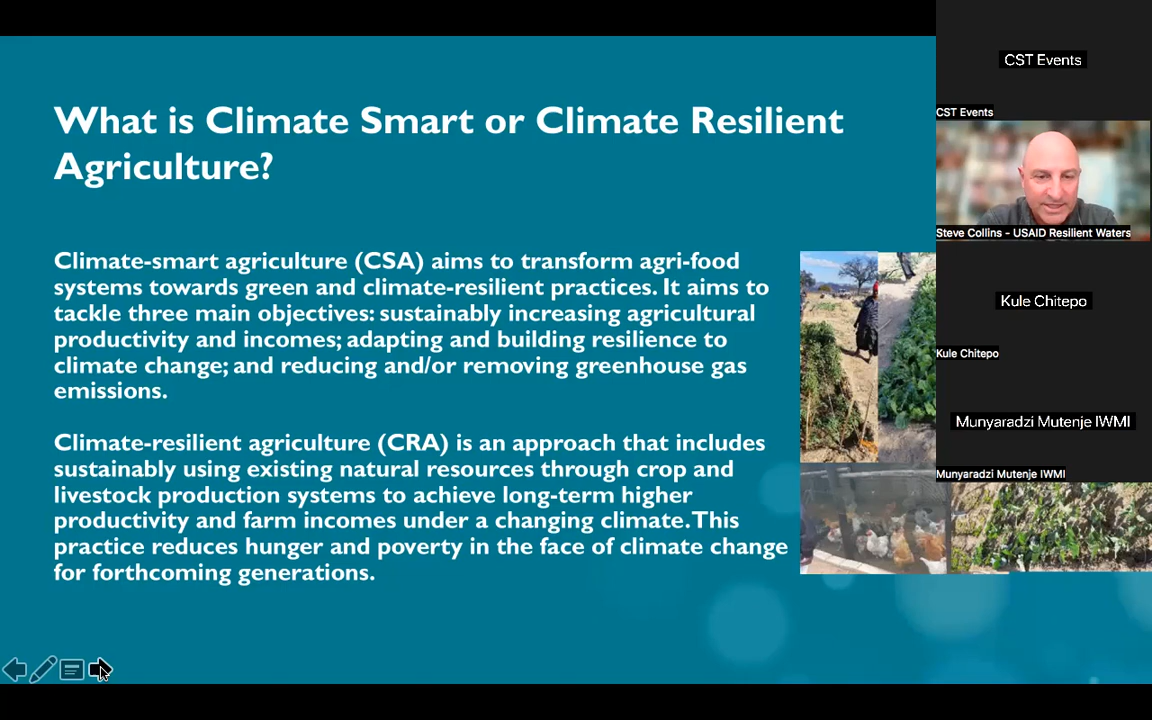 What is Climate Smart or Climate Resilient
Agriculture?
Climate-smart agriculture (CSA) aims to transform agri-food
systems towards green and climate-resilient practices. It aims to
tackle three main objectives: sustainably increasing agricultural
productivity and incomes; adapting and building resilience to
climate change; and reducing and/or removing greenhouse gas
emissions.
Climate-resilient agriculture (CRA) is an approach that includes
sustainably using existing natural resources through crop and
livestock production systems to achieve long-term higher
productivity and farm incomes under a changing climate. This
practice reduces hunger and poverty in the face of climate change
for forthcoming generations.
CST Events
CST Events
Steve Collins - USAID Resilient Waters
Kule Chitepo
Kule Chitepo
Munyaradzi Mutenje IWMI
Munyaradzi Mutenje IWMI